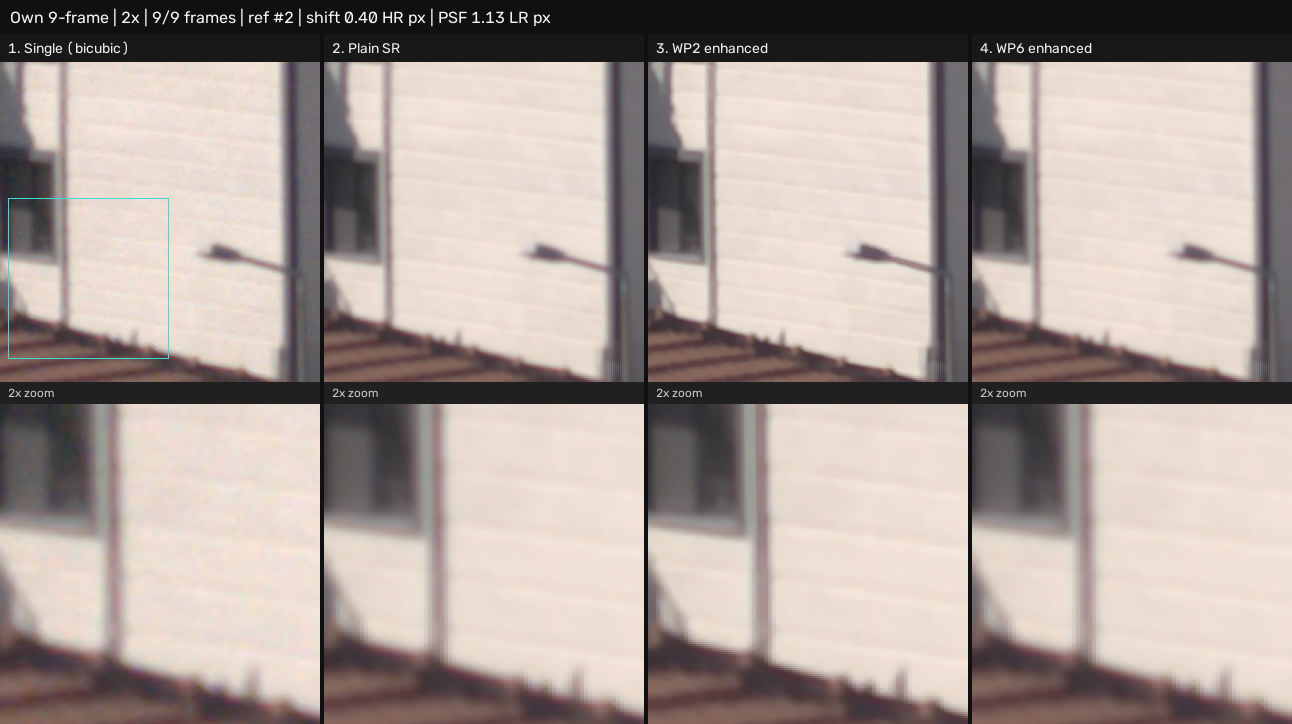 Own 9-frame | 2x | 9/9 frames | ref #2 | shift 0.40 HR px | PSF 1.13 LR px
1. Single (bicubic)
2. Plain SR
3. WP2 enhanced
4. WP6 enhanced
2x zoom
2x zoom
2x zoom
2x zoom